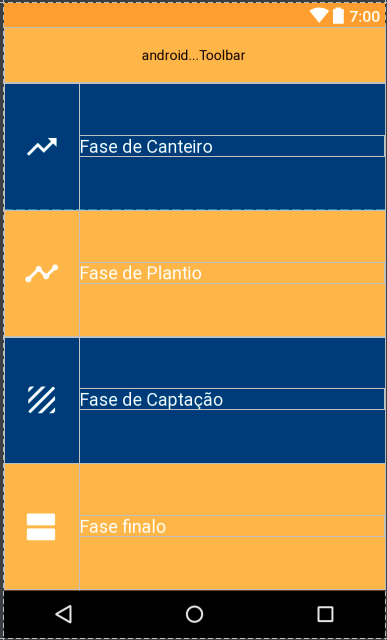 7:00
android...Toolbar
Fase de Canteiro
Fase de Plantio
Fase de Captação
Fase finalo